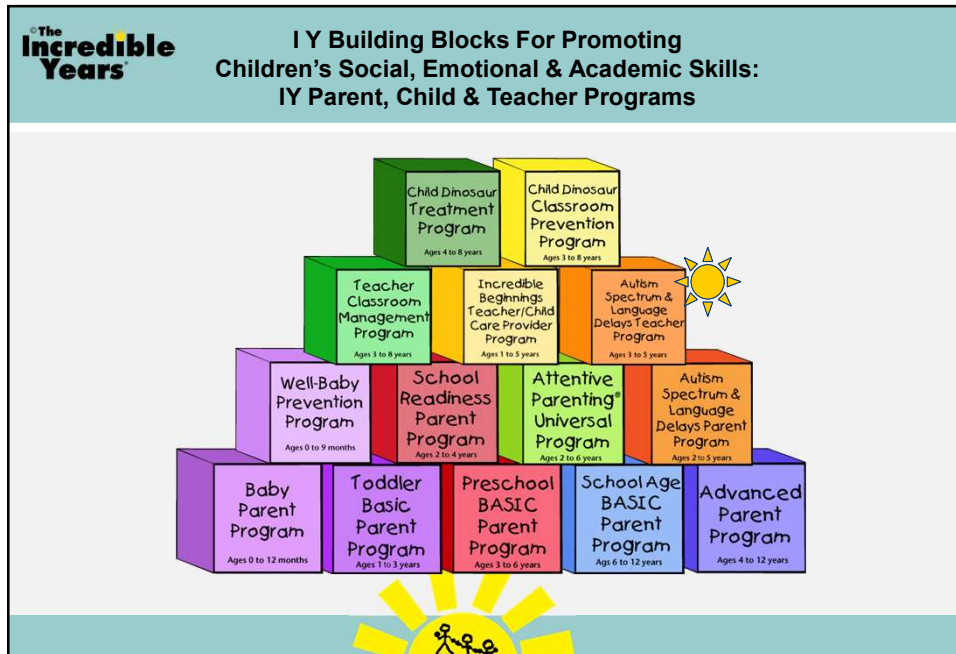 ©The
Incredible
Years®
I Y Building Blocks For Promoting
Children's Social, Emotional & Academic Skills:
IY Parent, Child & Teacher Programs
Child Dinosaur
Treatment
Program
Ages 4 to 8 years
Child Dinosaur
Classroom
Prevention
Program
Ages 3 to 8 years
Teacher
Classroom
Management
Program
Ages 3 to 8 years
Incredible
Beginnings
Teacher/Child
Care Provider
Program
Ages 1 to 5 years
Autism
Spectrum &
Language
Delays Teacher
Program
Ages 3 to 5 years
Well-Baby
Prevention
Program
Ages 0 to 9 months
School
Readiness
Parent
Program
Ages 2 to 4 years
Attentive
Parenting®
Universal
Program
Ages 2 to 6 years
Autism
Spectrum &
Language
Delays Parent
Program
Ages 2 to 5 years
Baby
Parent
Program
Ages 0 to 12 months
Toddler
Basic
Parent
Program
Ages 1 to 3 years
Preschool
BASIC
Parent
Program
Ages 3 to 6 years
School Age
BASIC
Parent
Program
Ags 6 to 12 years
Advanced
Parent
Program
Ages 4 to 12 years